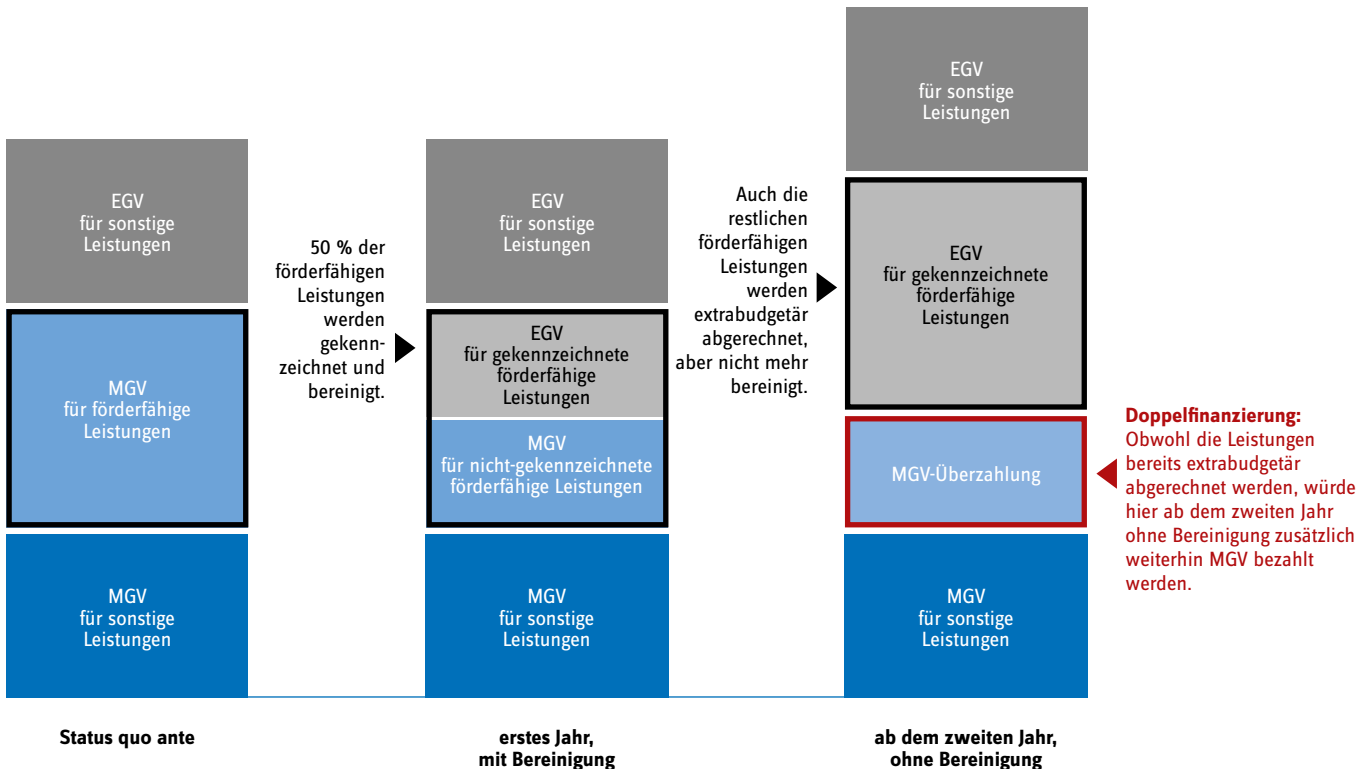 EGV
für sonstige
Leistungen
MGV
für förderfähige
Leistungen
MGV
für sonstige
Leistungen
Status quo ante
50 % der
förderfähigen
Leistungen
werden
gekenn-
zeichnet und
bereinigt.
EGV
für sonstige
Leistungen
EGV
für gekennzeichnete
förderfähige
Leistungen
MGV
für nicht-gekennzeichnete
förderfähige Leistungen
MGV
für sonstige
Leistungen
erstes Jahr,
mit Bereinigung
Auch die
restlichen
förderfähigen
Leistungen
werden
extrabudgetär
abgerechnet,
aber nicht mehr
bereinigt.
EGV
für sonstige
Leistungen
EGV
für gekennzeichnete
förderfähige
Leistungen
MGV-Überzahlung
MGV
für sonstige
Leistungen
ab dem zweiten Jahr,
ohne Bereinigung
Doppelfinanzierung:
Obwohl die Leistungen
bereits extrabudgetär
abgerechnet werden, würde
hier ab dem zweiten Jahr
ohne Bereinigung zusätzlich
weiterhin MGV bezahlt
werden.